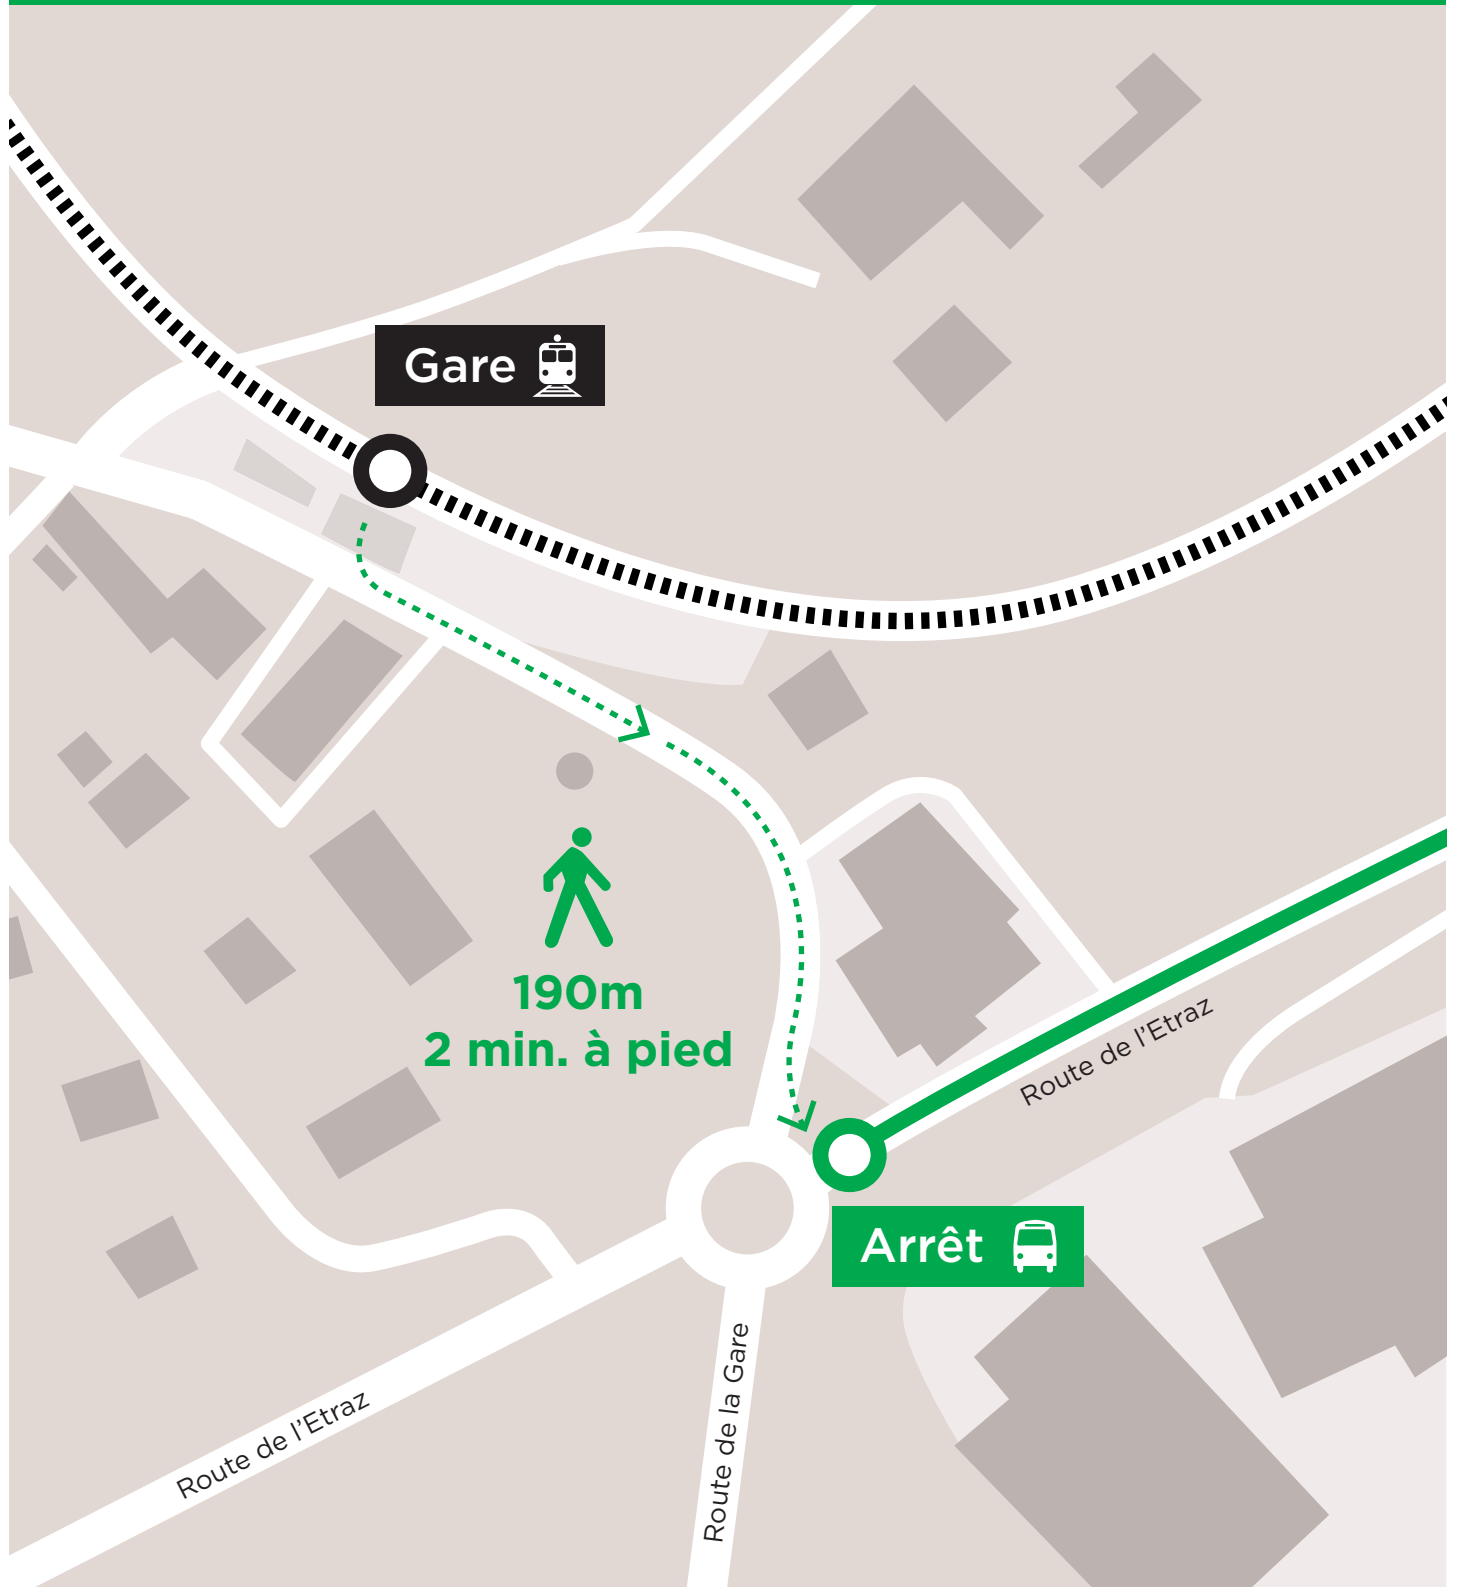 Gare
190m
2 min. à pied
Route de l'Etraz
Arrêt
Route de la Gare
Route de l'Etraz